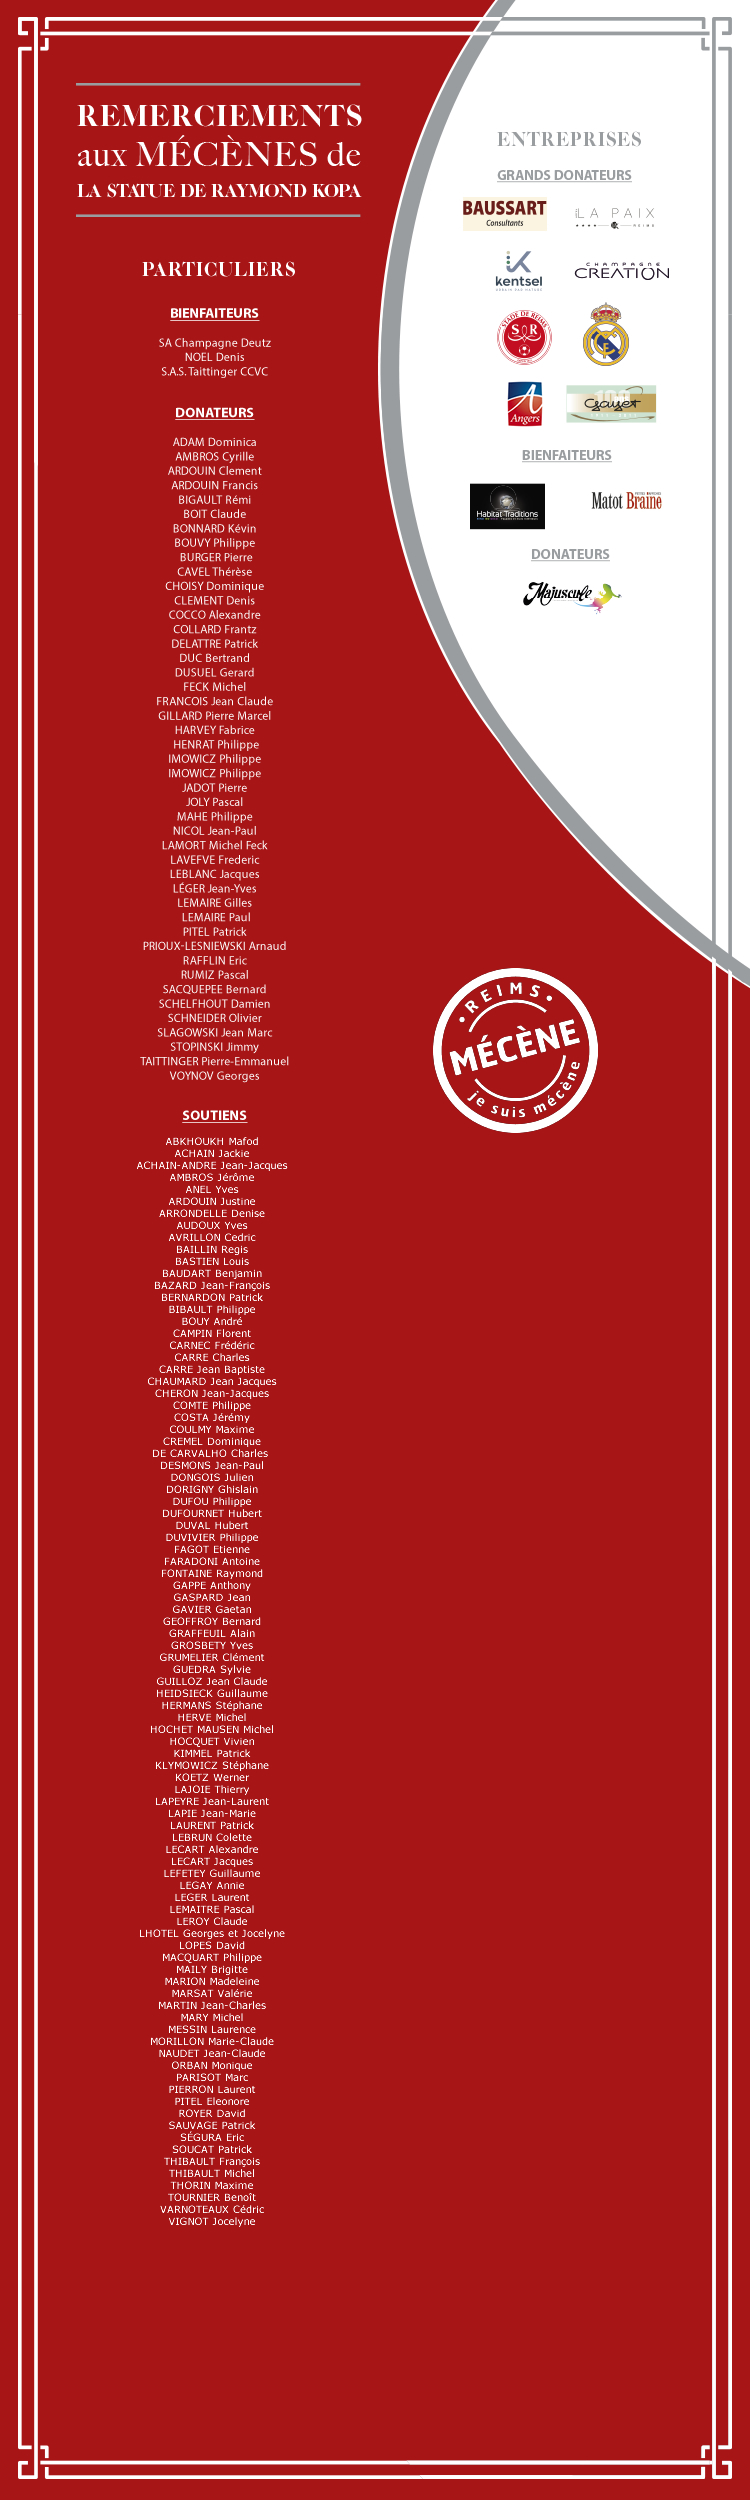 REMERCIEMENTS
aux MÉCÈNES de
LA STATUE DE RAYMOND KOPA
PARTICULIERS
BIENFAITEURS
SA Champagne Deutz
NOEL Denis
S.A.S. Taittinger CCVC
DONATEURS
ADAM Dominica
AMBROS Cyrille
ARDOUIN Clement
ARDOUIN Francis
BIGAULT Rémi
BOIT Claude
BONNARD Kévin
BOUVY Philippe
BURGER Pierre
CAVEL Thérèse
CHOISY Dominique
CLEMENT Denis
COCCO Alexandre
COLLARD Frantz
DELATTRE Patrick
DUC Bertrand
DUSUEL Gerard
FECK Michel
FRANCOIS Jean Claude
GILLARD Pierre Marcel
HARVEY Fabrice
HENRAT Philippe
IMOWICZ Philippe
IMOWICZ Philippe
JADOT Pierre
JOLY Pascal
MAHE Philippe
NICOL Jean-Paul
LAMORT Michel Feck
LAVEFVE Frederic
LEBLANC Jacques
LÉGER Jean-Yves
LEMAIRE Gilles
LEMAIRE Paul
PITEL Patrick
PRIOUX-LESNIEWSKI Arnaud
RAFFLIN Eric
RUMIZ Pascal
SACQUEPEE Bernard
SCHELFHOUT Damien
SCHNEIDER Olivier
SLAGOWSKI Jean Marc
STOPINSKI Jimmy
TAITTINGER Pierre-Emmanuel
VOYNOV Georges
SOUTIENS
ABKHOUKH Mafod
ACHAIN Jackie
ACHAIN-ANDRE Jean-Jacques
AMBROS Jérôme
ANEL Yves
ARDOUIN Justine
ARRONDELLE Denise
AUDOUX Yves
AVRILLON Cedric
BAILLIN Regis
BASTIEN Louis
BAUDART Benjamin
BAZARD Jean-François
BERNARDON Patrick
BIBAULT Philippe
BOUY André
CAMPIN Florent
CARNEC Frédéric
CARRE Charles
CARRE Jean Baptiste
CHAUMARD Jean Jacques
CHERON Jean-Jacques
COMTE Philippe
COSTA Jérémy
COULMY Maxime
CREMEL Dominique
DE CARVALHO Charles
DESMONS Jean-Paul
DONGOIS Julien
DORIGNY Ghislain
DUFOU Philippe
DUFOURNET Hubert
DUVAL Hubert
DUVIVIER Philippe
FAGOT Etienne
FARADONI Antoine
FONTAINE Raymond
GAPPE Anthony
GASPARD Jean
GAVIER Gaetan
GEOFFROY Bernard
GRAFFEUIL Alain
GROSBETY Yves
GRUMELIER Clément
GUEDRA Sylvie
GUILLOZ Jean Claude
HEIDSIECK Guillaume
HERMANS Stéphane
HERVE Michel
HOCHET MAUSEN Michel
HOCQUET Vivien
KIMMEL Patrick
KLYMOWICZ Stéphane
KOETZ Werner
LAJOIE Thierry
LAPEYRE Jean-Laurent
LAPIE Jean-Marie
LAURENT Patrick
LEBRUN Colette
LECART Alexandre
LECART Jacques
LEFETEY Guillaume
LEGAY Annie
LEGER Laurent
LEMAITRE Pascal
LEROY Claude
LHOTEL Georges et Jocelyne
LOPES David
MACQUART Philippe
MAILY Brigitte
MARION Madeleine
MARSAT Valérie
MARTIN Jean-Charles
MARY Michel
MESSIN Laurence
MORILLON Marie-Claude
NAUDET Jean-Claude
ORBAN Monique
PARISOT Marc
PIERRON Laurent
PITEL Eleonore
ROYER David
SAUVAGE Patrick
SÉGURA Eric
SOUCAT Patrick
THIBAULT François
THIBAULT Michel
THORIN Maxime
TOURNIER Benoît
VARNOTEAUX Cédric
VIGNOT Jocelyne
ENTREPRISES
GRANDS DONATEURS
BAUSSART
Consultants
LA PAIX
REIMS
kentsel
CHAMPAGNE
CREATION
STADE DE REIMS
S R
Angers
100
Gayet
BIENFAITEURS
Habitat Traditions
Matot Braine
DONATEURS
Majuscule
REIMS
MÉCÈNE
je suis mécène